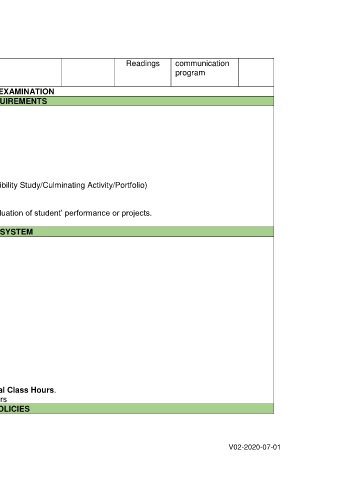 Readings
communication
program
EXAMINATION
UIREMENTS
ibility Study/Culminating Activity/Portfolio)
luation of student' performance or projects.
SYSTEM
al Class Hours.
rs
OLICIES
V02-2020-07-01